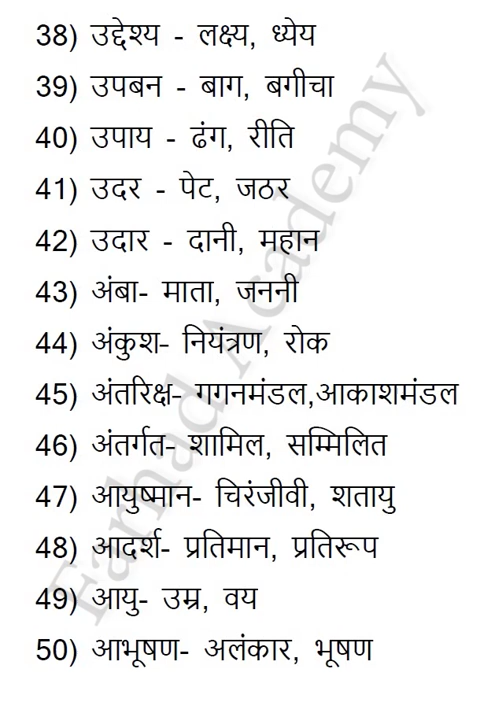 38) उद्देश्य - लक्ष्य, ध्येय
39) उपबन - बाग, बगीचा
40) उपाय - ढंग, रीति
41) उदर - पेट, जठर
42) उदार - दानी, महान
43) अंबा- माता, जननी
44) अंकुश- नियंत्रण, रोक
45) अंतरिक्ष- गगनमंडल,आकाशमंडल
46) अंतर्गत- शामिल, सम्मिलित
47) आयुष्मान- चिरंजीवी, शतायु
48) आदर्श- प्रतिमान, प्रतिरूप
49) आयु- उम्र, वय
50) आभूषण- अलंकार, भूषण
Farhad Academy